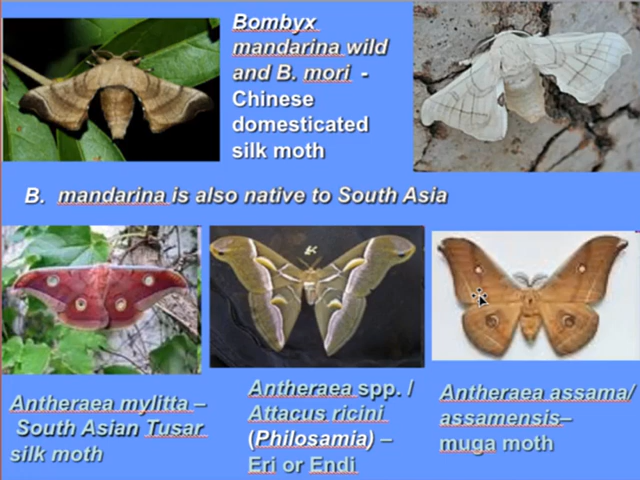 Bombyx
mandarina wild
and B. mori -
Chinese
domesticated
silk moth
B. mandarina is also native to South Asia
Antheraea mylitta –
South Asian Tusar
silk moth
Antheraea spp. /
Attacus ricini
(Philosamia) –
Eri or Endi
Antheraea assama/
assamensis–
muga moth